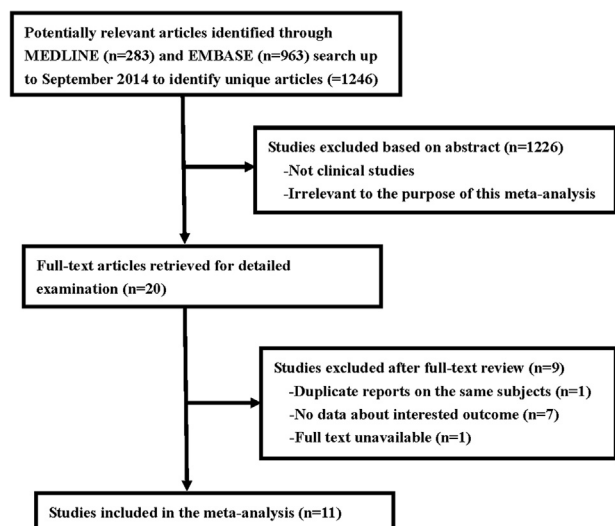 Potentially relevant articles identified through
MEDLINE (n=283) and EMBASE (n=963) search up
to September 2014 to identify unique articles (=1246)
Studies excluded based on abstract (n=1226)
-Not clinical studies
-Irrelevant to the purpose of this meta-analysis
Full-text articles retrieved for detailed
examination (n=20)
Studies excluded after full-text review (n=9)
-Duplicate reports on the same subjects (n=1)
-No data about interested outcome (n=7)
-Full text unavailable (n=1)
Studies included in the meta-analysis (n=11)